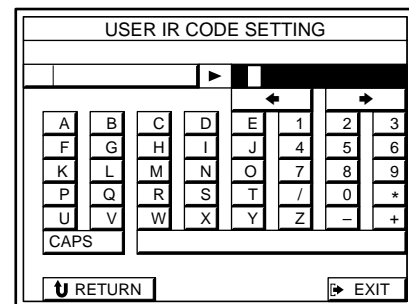 USER IR CODE SETTING
A B C D E 1 2 3
F G H I J 4 5 6
K L M N O 7 8 9
P Q R S T / 0 *
U V W X Y Z – +
CAPS
RETURN EXIT